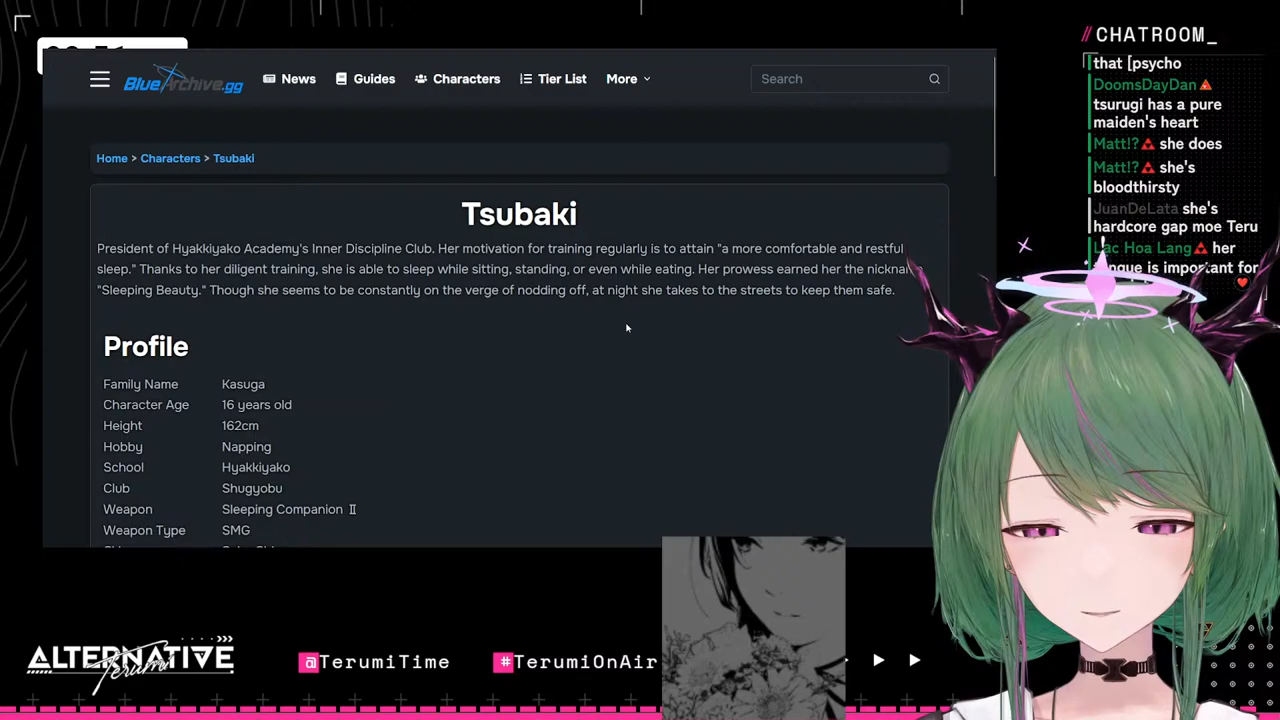 //CHATROOM_
BlueArchive.gg
News
Guides
Characters
Tier List
More
Search
Home > Characters > Tsubaki
Tsubaki
President of Hyakkiyako Academy's Inner Discipline Club. Her motivation for training regularly is to attain "a more comfortable and restful
sleep." Thanks to her diligent training, she is able to sleep while sitting, standing, or even while eating. Her prowess earned her the
"Sleeping Beauty." Though she seems to be constantly on the verge of nodding off, at night she takes to the streets to keep them safe.
Profile
Family Name Kasuga
Character Age 16 years old
Height 162cm
Hobby Napping
School Hyakkiyako
Club Shugyobu
Weapon Sleeping Companion Ⅱ
Weapon Type SMG
that [psycho
DoomsDayDan
tsurugi has a pure
maiden's heart
Matt!? she does
Matt!? she's
bloodthirsty
JuanDeLata she's
hardcore gap moe Teru
Lac Hoa Lang her
is important for
ALTERNATIVE
Terumi
@TerumiTime
#TerumiOnAir